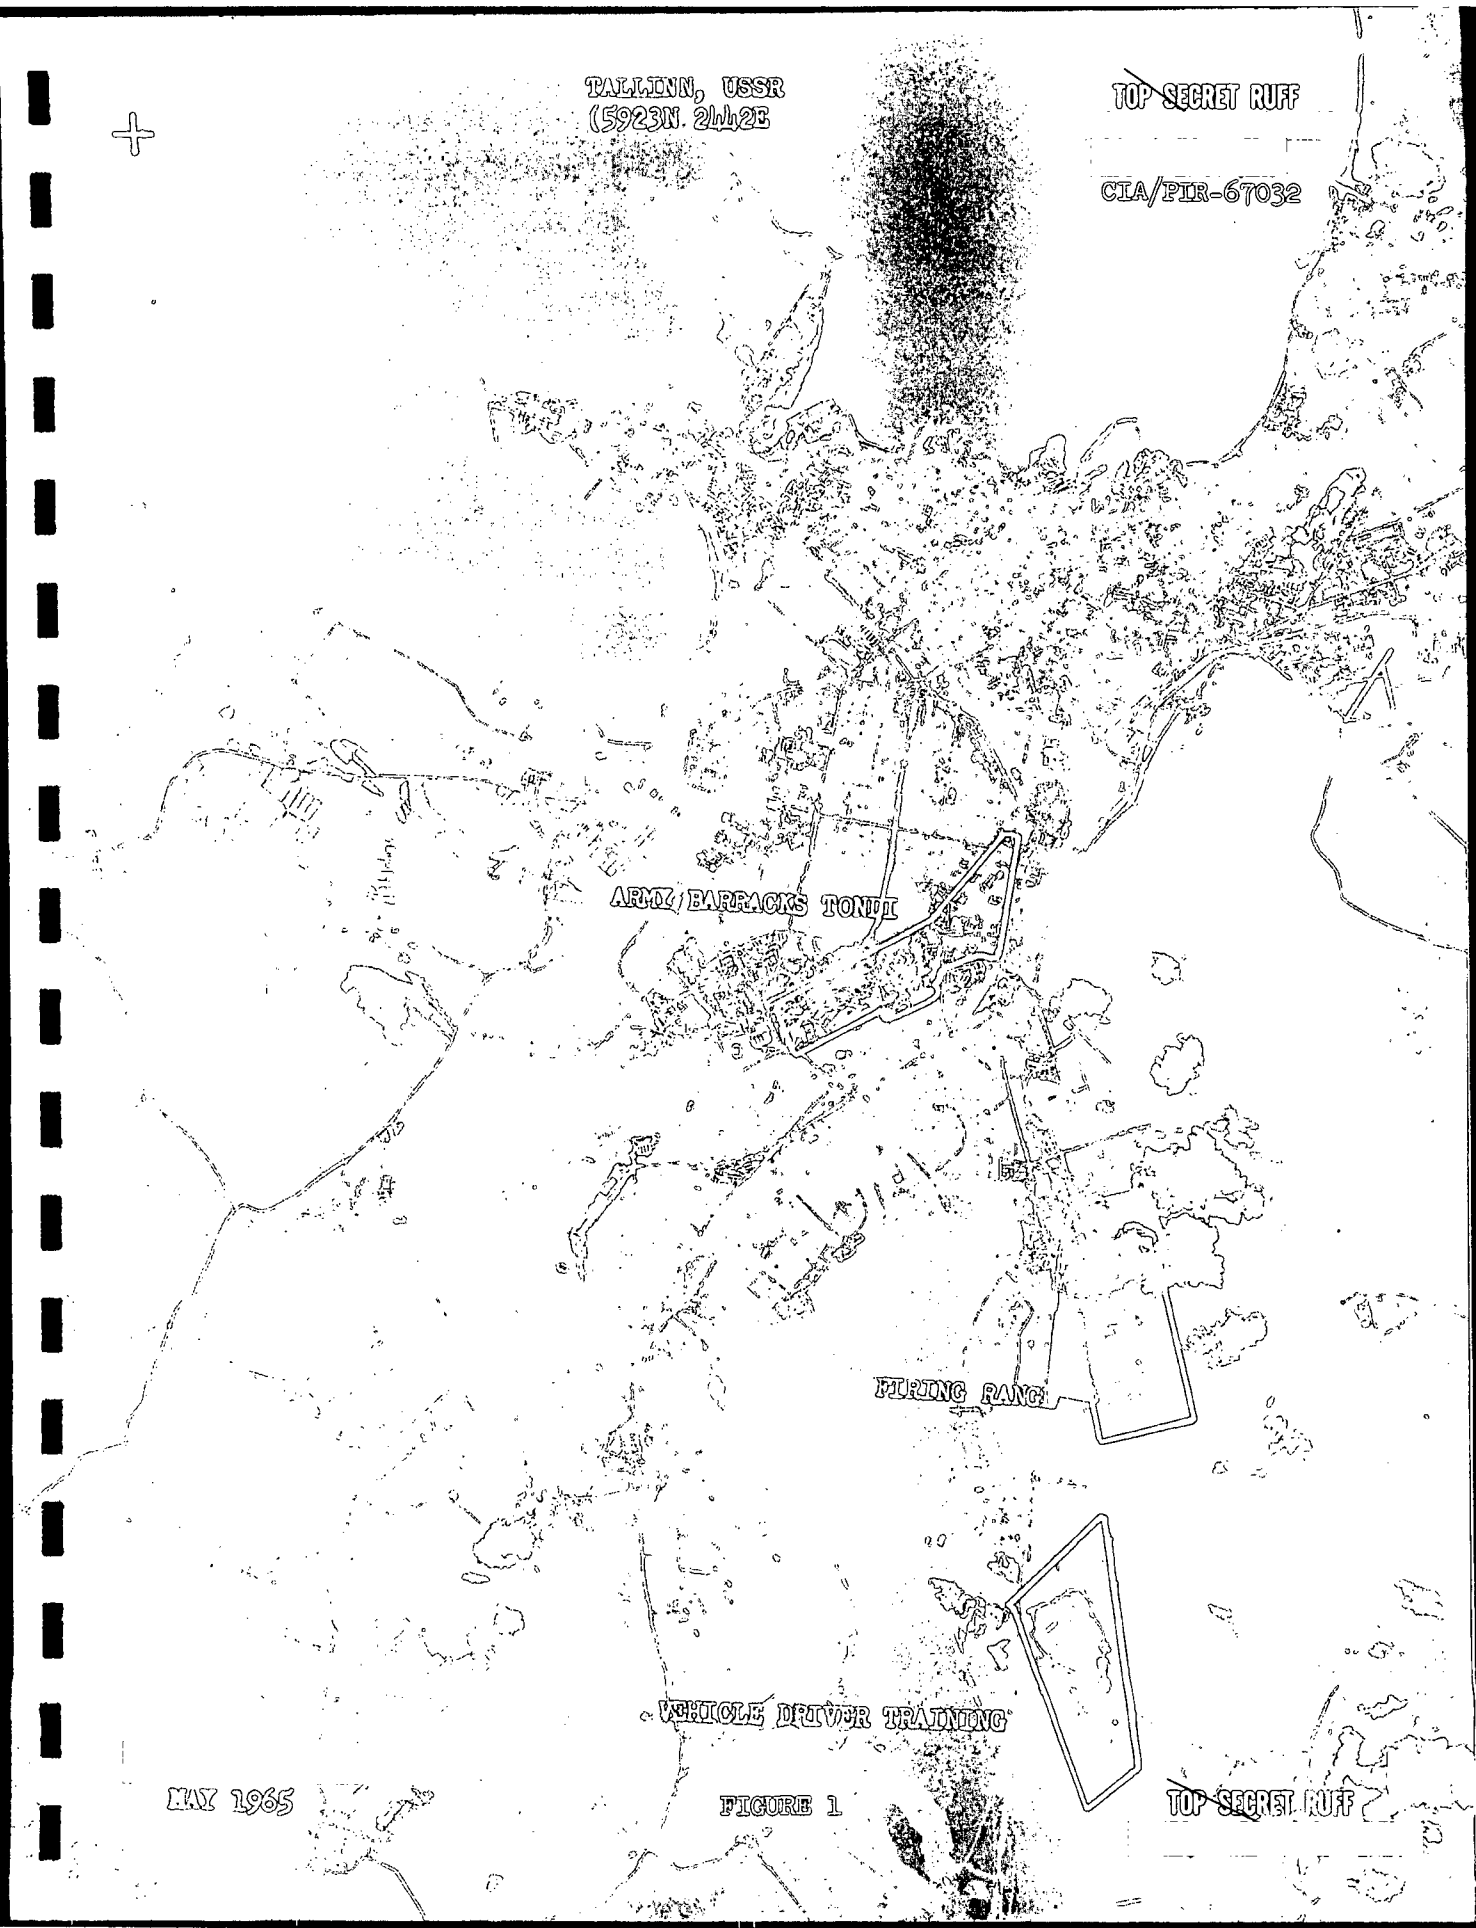 TALLINN, USSR
(5923N 2442E
TOP SECRET RUFF
CIA/PIR-67032
ARMY BARRACKS TONDI
FIRING RANGE
VEHICLE DRIVER TRAINING
MAY 1965
FIGURE 1
TOP SECRET RUFF